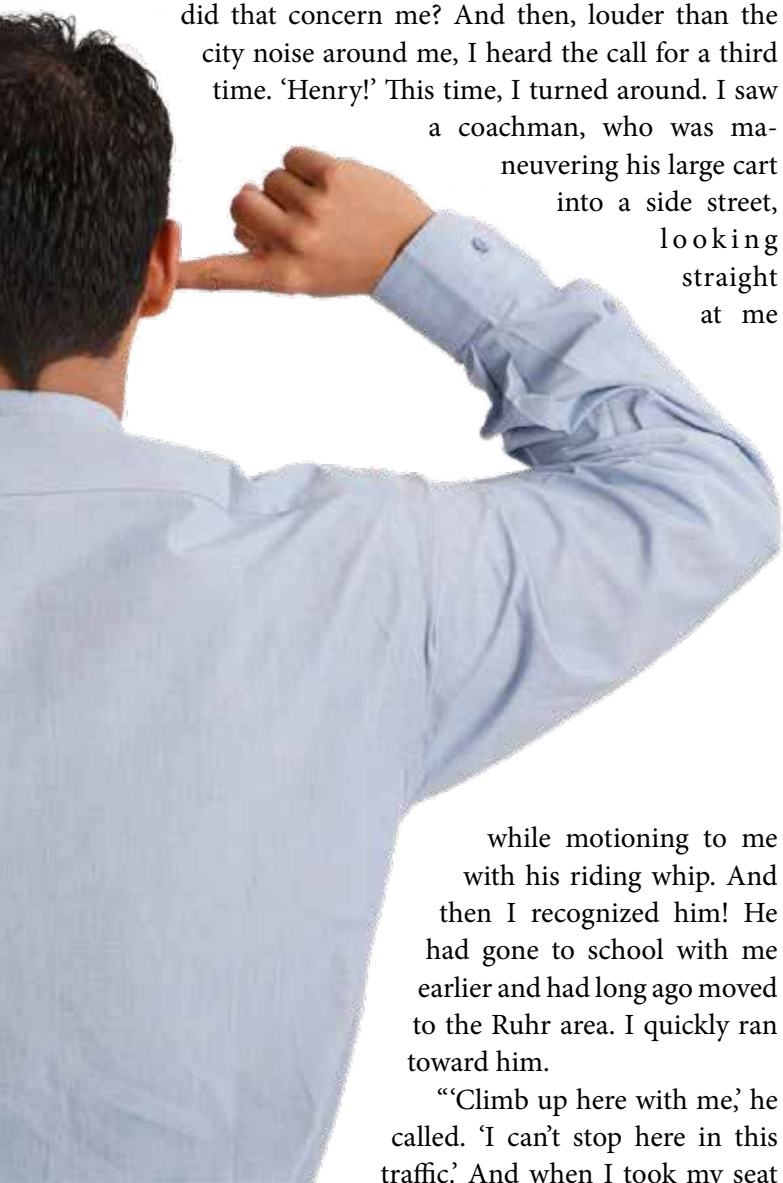 did that concern me? And then, louder than the
city noise around me, I heard the call for a third
time. ‘Henry!’ This time, I turned around. I saw
a coachman, who was ma-
neuvering his large cart
into a side street,
looking
straight
at me
while motioning to me
with his riding whip. And
then I recognized him! He
had gone to school with me
earlier and had long ago moved
to the Ruhr area. I quickly ran
toward him.
“‘Climb up here with me,’ he
called. ‘I can’t stop here in this
traffic.’ And when I took my seat